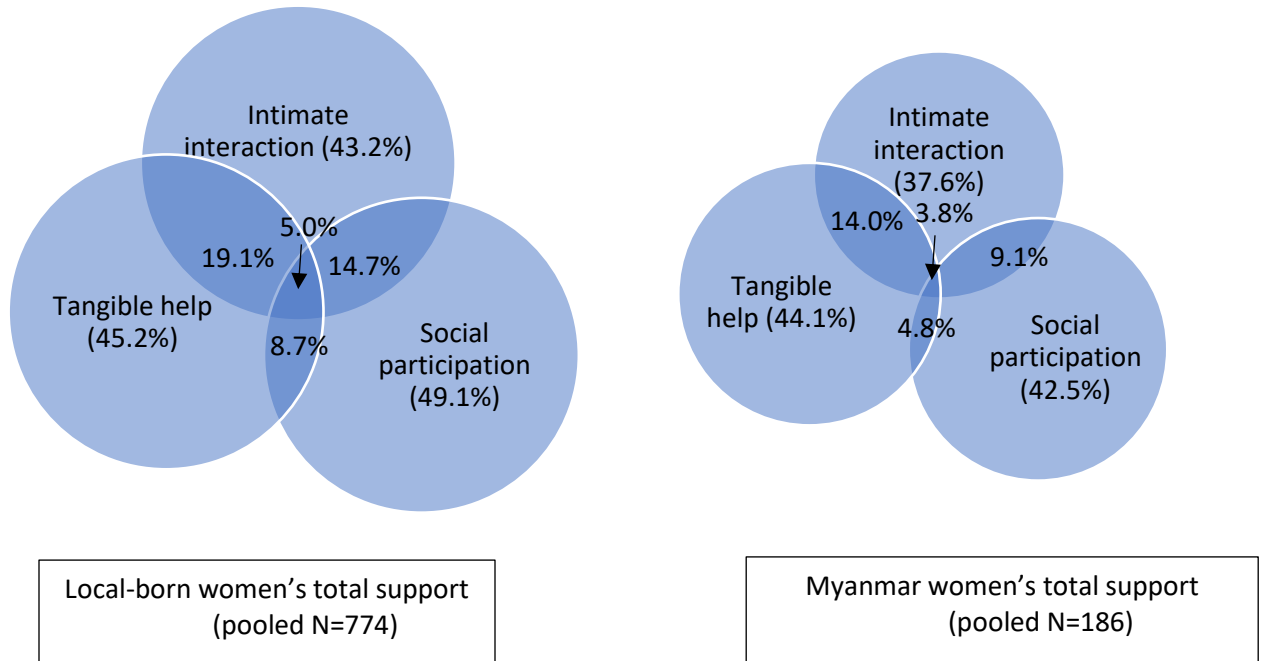 Intimate
interaction (43.2%)
5.0%
19.1%
14.7%
Tangible help
(45.2%)
8.7%
Social
participation
(49.1%)
Local-born women’s total support
(pooled N=774)
Intimate
interaction
(37.6%)
14.0%
3.8%
9.1%
Tangible
help (44.1%)
4.8%
Social
participation
(42.5%)
Myanmar women’s total support
(pooled N=186)